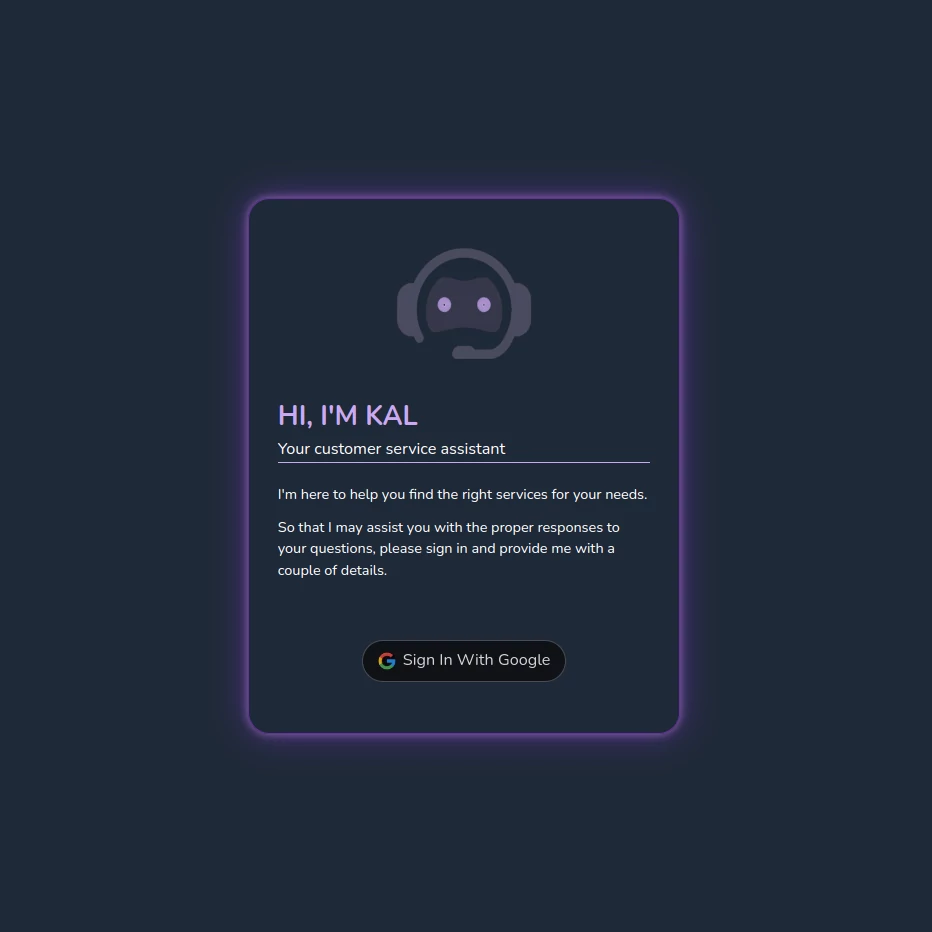 HI, I'M KAL
Your customer service assistant
I'm here to help you find the right services for your needs.
So that I may assist you with the proper responses to
your questions, please sign in and provide me with a
couple of details.
Sign In With Google